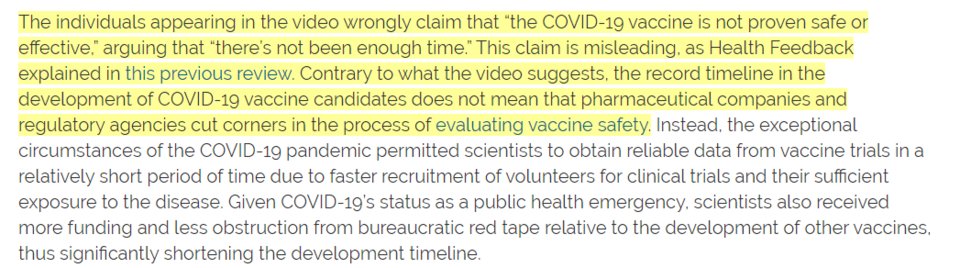 The individuals appearing in the video wrongly claim that “the COVID-19 vaccine is not proven safe or
effective,” arguing that “there’s not been enough time.” This claim is misleading, as Health Feedback
explained in this previous review. Contrary to what the video suggests, the record timeline in the
development of COVID-19 vaccine candidates does not mean that pharmaceutical companies and
regulatory agencies cut corners in the process of evaluating vaccine safety. Instead, the exceptional
circumstances of the COVID-19 pandemic permitted scientists to obtain reliable data from vaccine trials in a
relatively short period of time due to faster recruitment of volunteers for clinical trials and their sufficient
exposure to the disease. Given COVID-19’s status as a public health emergency, scientists also received
more funding and less obstruction from bureaucratic red tape relative to the development of other vaccines,
thus significantly shortening the development timeline.